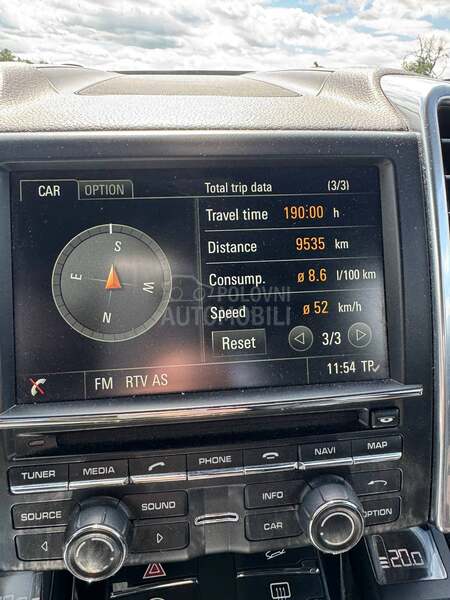 CAR OPTION Total trip data (3/3)
Travel time 190:00 h
Distance 9535 km
Consump. ø 8.6 l/100 km
Speed ø 52 km/h
Reset 3/3
S
E W
N
POLOVNI
AUTOMOBILI
FM RTV AS 11:54 TP
TUNER MEDIA PHONE NAVI MAP
SOURCE SOUND INFO
CAR OPTION
20.0